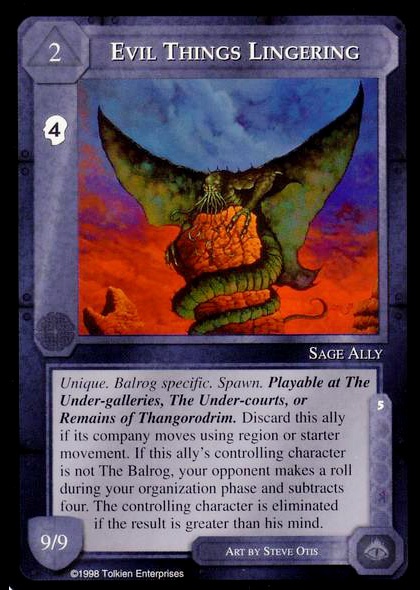 2
EVIL THINGS LINGERING
4
SAGE ALLY
Unique. Balrog specific. Spawn. Playable at The
Under-galleries, The Under-courts, or
Remains of Thangorodrim. Discard this ally
if its company moves using region or starter
movement. If this ally's controlling character
is not The Balrog, your opponent makes a roll
during your organization phase and subtracts
four. The controlling character is eliminated
if the result is greater than his mind.
5
9/9
ART BY STEVE OTIS
©1998 Tolkien Enterprises